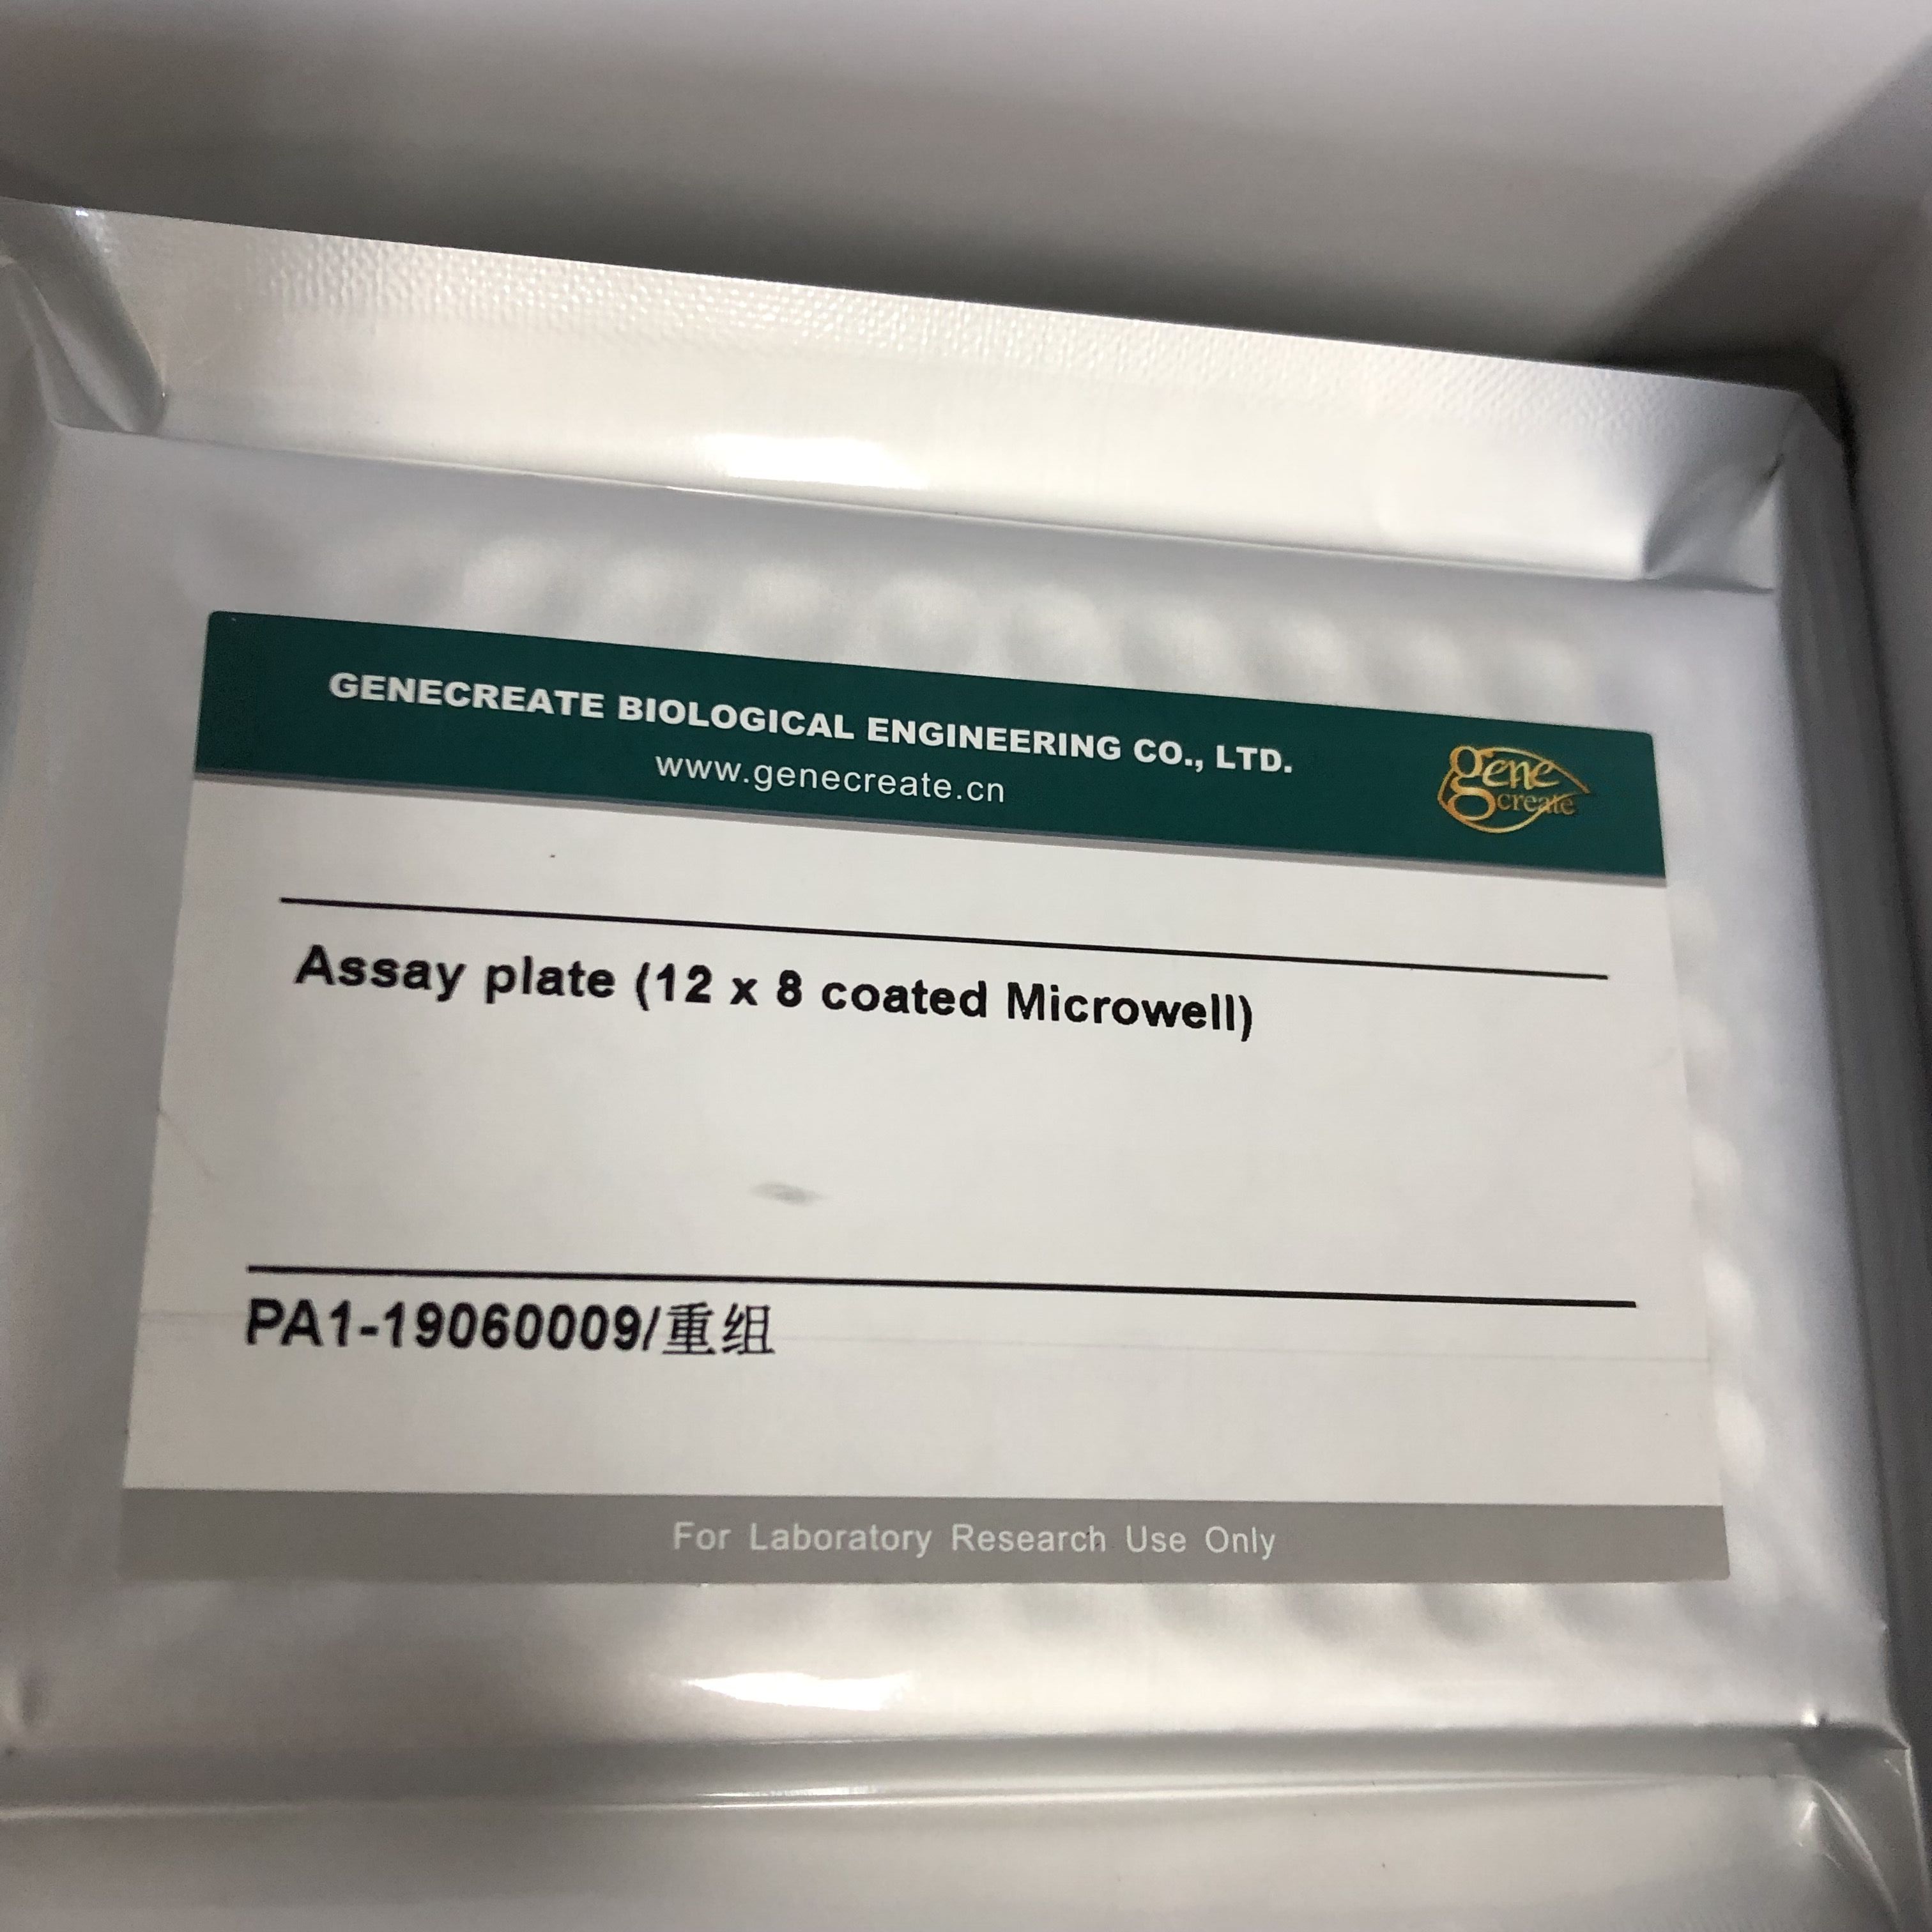 GENECREATE BIOLOGICAL ENGINEERING CO., LTD.
www.genecreate.cn
gene
create
Assay plate (12 x 8 coated Microwell)
PA1-19060009/重组
For Laboratory Research Use Only